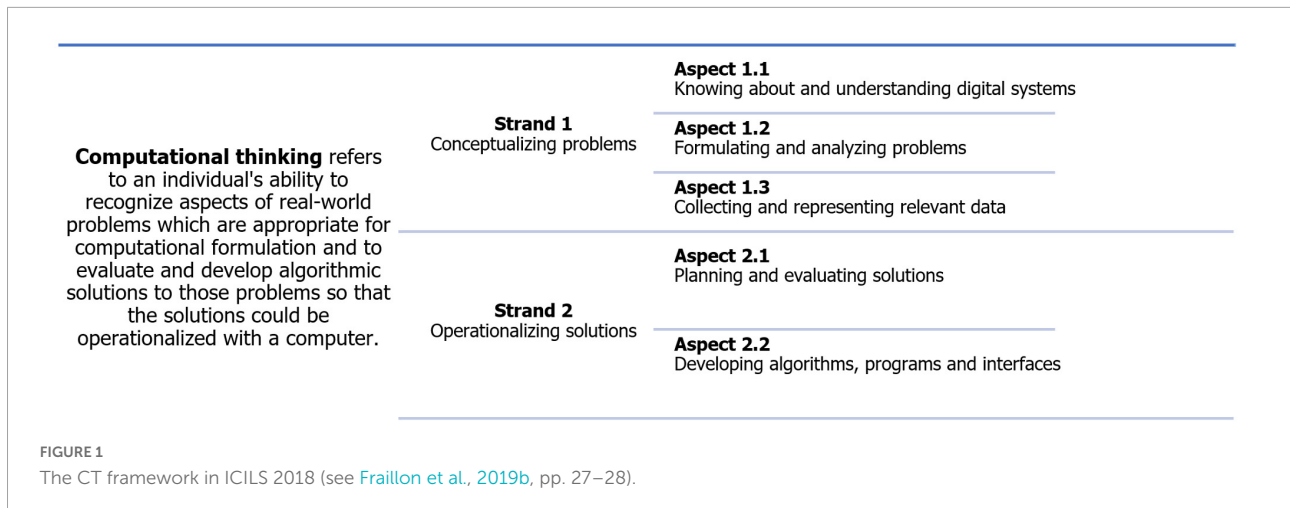 Computational thinking refers
to an individual's ability to
recognize aspects of real-world
problems which are appropriate for
computational formulation and to
evaluate and develop algorithmic
solutions to those problems so that
the solutions could be
operationalized with a computer.
Strand 1
Conceptualizing problems
Aspect 1.1
Knowing about and understanding digital systems
Aspect 1.2
Formulating and analyzing problems
Aspect 1.3
Collecting and representing relevant data
Strand 2
Operationalizing solutions
Aspect 2.1
Planning and evaluating solutions
Aspect 2.2
Developing algorithms, programs and interfaces
FIGURE 1
The CT framework in ICILS 2018 (see Fraillon et al., 2019b, pp. 27–28).